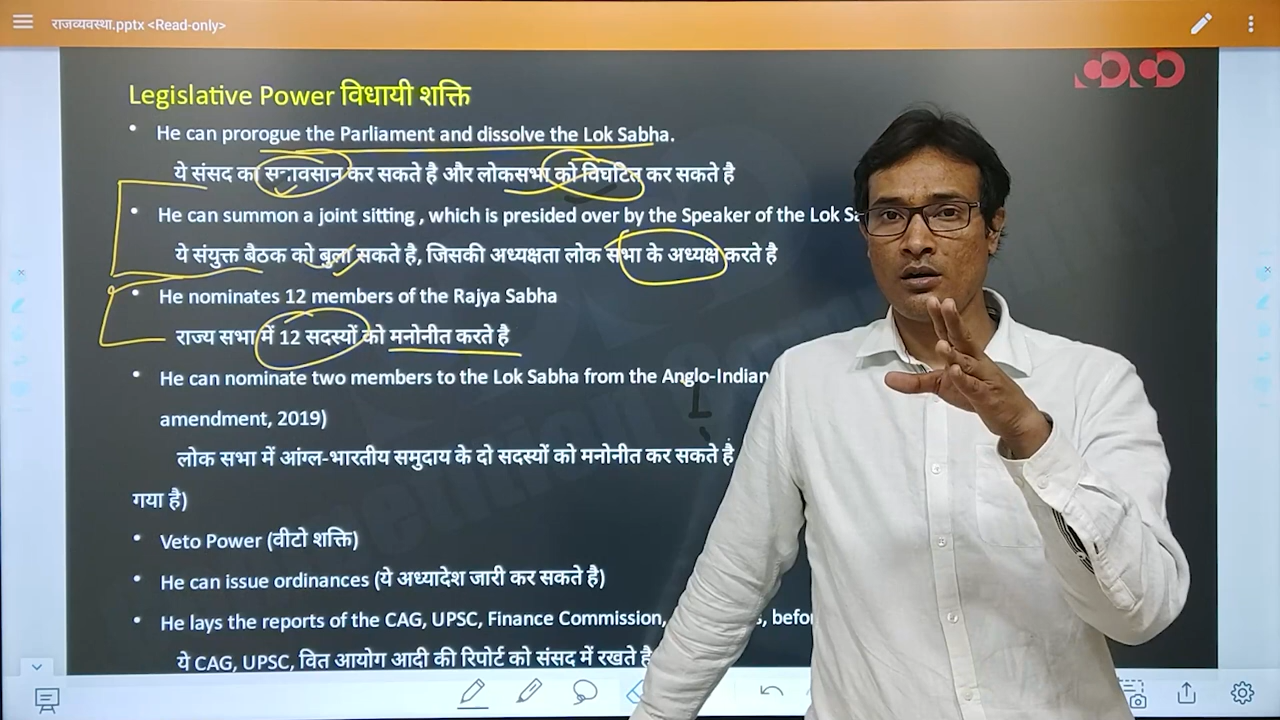 राजव्यवस्था.pptx <Read-only>
Legislative Power विधायी शक्ति
• He can prorogue the Parliament and dissolve the Lok Sabha.
ये संसद का सत्रावसान कर सकते है और लोकसभा को विघटित कर सकते है
• He can summon a joint sitting , which is presided over by the Speaker of the Lok Sa
ये संयुक्त बैठक को बुला सकते है, जिसकी अध्यक्षता लोक सभा के अध्यक्ष करते है
• He nominates 12 members of the Rajya Sabha
राज्य सभा में 12 सदस्यों को मनोनीत करते है
• He can nominate two members to the Lok Sabha from the Anglo-Indian
amendment, 2019)
लोक सभा में आंग्ल-भारतीय समुदाय के दो सदस्यों को मनोनीत कर सकते है
गया है)
• Veto Power (वीटो शक्ति)
• He can issue ordinances (ये अध्यादेश जारी कर सकते है)
• He lays the reports of the CAG, UPSC, Finance Commission,
ये CAG, UPSC, वित आयोग आदी की रिपोर्ट को संसद में रखते है